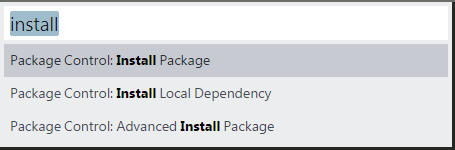 install
Package Control: Install Package
Package Control: Install Local Dependency
Package Control: Advanced Install Package